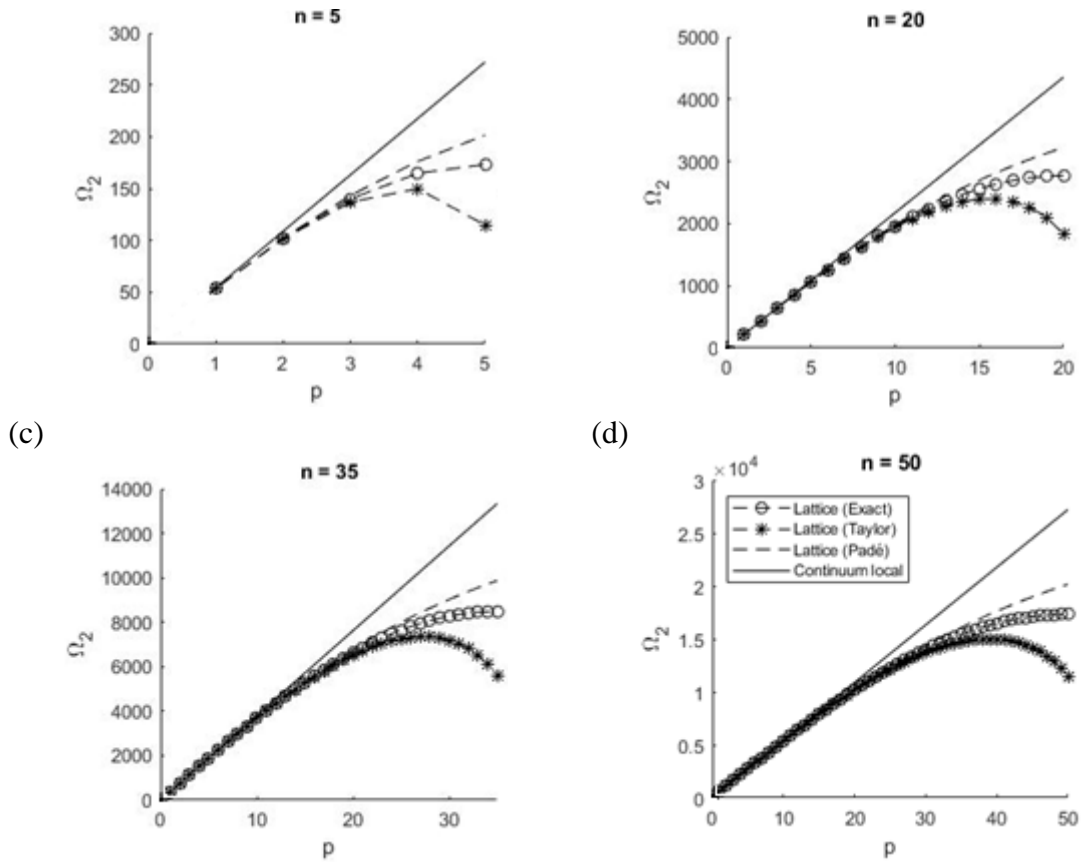 n = 5
300
250
200
150
100
50
0
Ω2
0 1 2 3 4 5
p
n = 20
5000
4000
3000
2000
1000
0
Ω2
0 5 10 15 20
p
(c)
n = 35
14000
12000
10000
8000
6000
4000
2000
0
Ω2
0 10 20 30
p
(d)
×10^4
n = 50
3
2.5
2
1.5
1
0.5
0
Ω2
Lattice (Exact)
Lattice (Taylor)
Lattice (Padé)
Continuum local
0 10 20 30 40 50
p